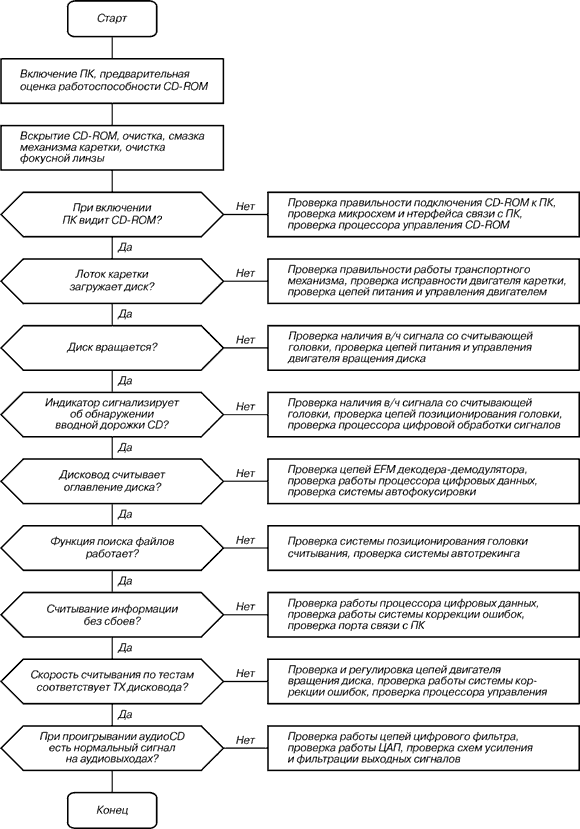 Старт
Включение ПК, предварительная
оценка работоспособности CD-ROM
Вскрытие CD-ROM, очистка, смазка
механизма каретки, очистка
фокусной линзы
При включении
ПК видит CD-ROM?
Нет
Проверка правильности подключения CD-ROM к ПК,
проверка микросхем и нтерфейса связи с ПК,
проверка процессора управления CD-ROM
Да
Лоток каретки
загружает диск?
Нет
Проверка правильности работы транспортного
механизма, проверка исправности двигателя каретки,
проверка цепей питания и управления двигателем
Да
Диск вращается?
Нет
Проверка наличия в/ч сигнала со считывающей
головки, проверка цепей питания и управления
двигателя вращения диска
Да
Индикатор сигнализирует
об обнаружении
вводной дорожки CD?
Нет
Проверка наличия в/ч сигнала со считывающей
головки, проверка цепей позиционирования головки,
проверка процессора цифровой обработки сигналов
Да
Дисковод считывает
оглавление диска?
Нет
Проверка цепей EFM декодера-демодулятора,
проверка работы процессора цифровых данных,
проверка системы автофокусировки
Да
Функция поиска файлов
работает?
Нет
Проверка системы позиционирования головки
считывания, проверка системы автотрекинга
Да
Считывание информации
без сбоев?
Нет
Проверка работы процессора цифровых данных,
проверка работы системы коррекции ошибок,
проверка порта связи с ПК
Да
Скорость считывания по тестам
соответствует ТХ дисковода?
Нет
Проверка и регулировка цепей двигателя
вращения диска, проверка работы системы кор-
рекции ошибок, проверка процессора управления
Да
При проигрывании аудиоCD
есть нормальный сигнал
на аудиовыходах?
Нет
Проверка работы цепей цифрового фильтра,
проверка работы ЦАП, проверка схем усиления
и фильтрации выходных сигналов
Конец